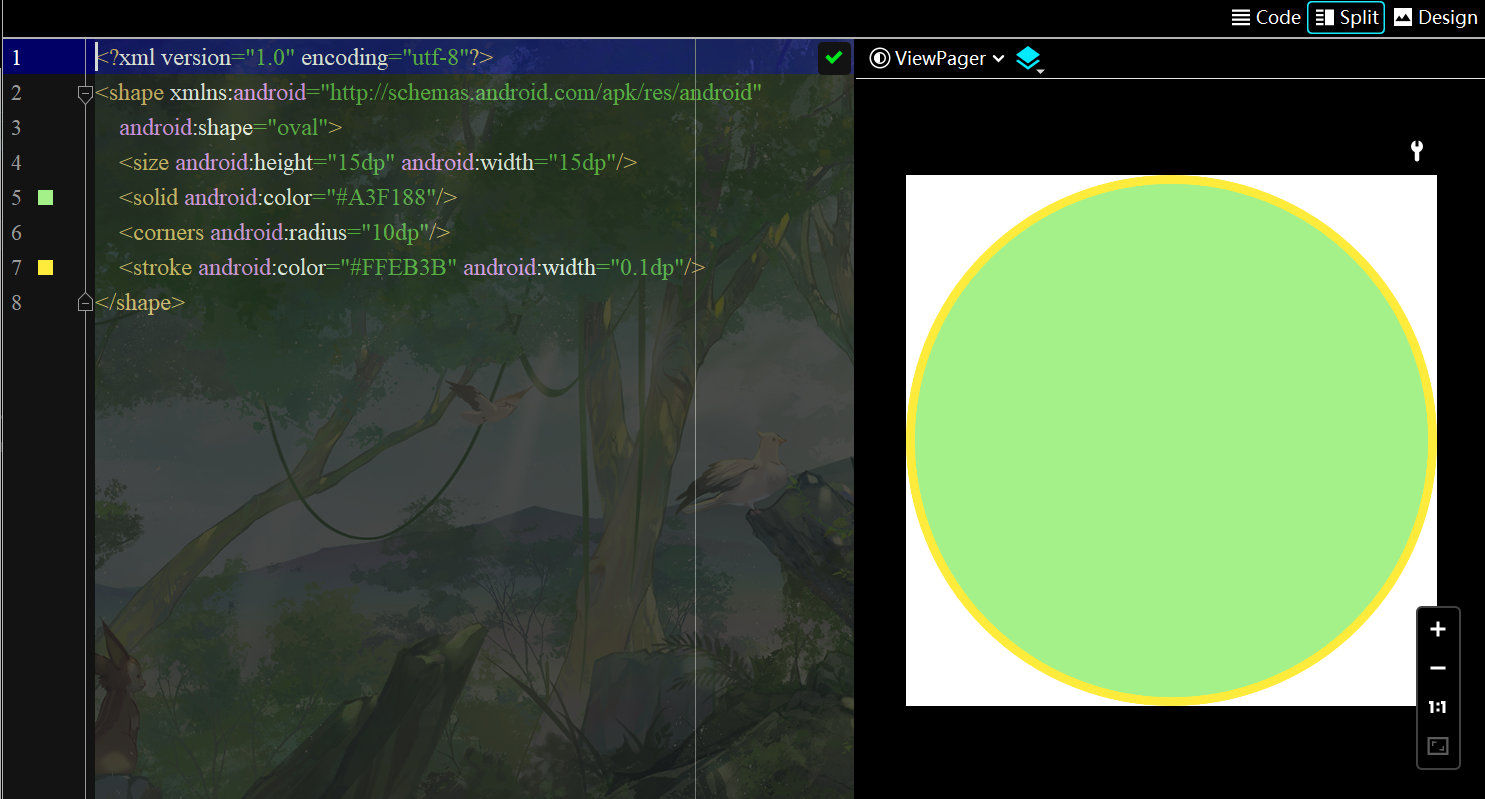 Code Split Design
ViewPager
1 <?xml version="1.0" encoding="utf-8"?>
2 <shape xmlns:android="http://schemas.android.com/apk/res/android"
3     android:shape="oval">
4     <size android:height="15dp" android:width="15dp"/>
5     <solid android:color="#A3F188"/>
6     <corners android:radius="10dp"/>
7     <stroke android:color="#FFEB3B" android:width="0.1dp"/>
8 </shape>
1:1